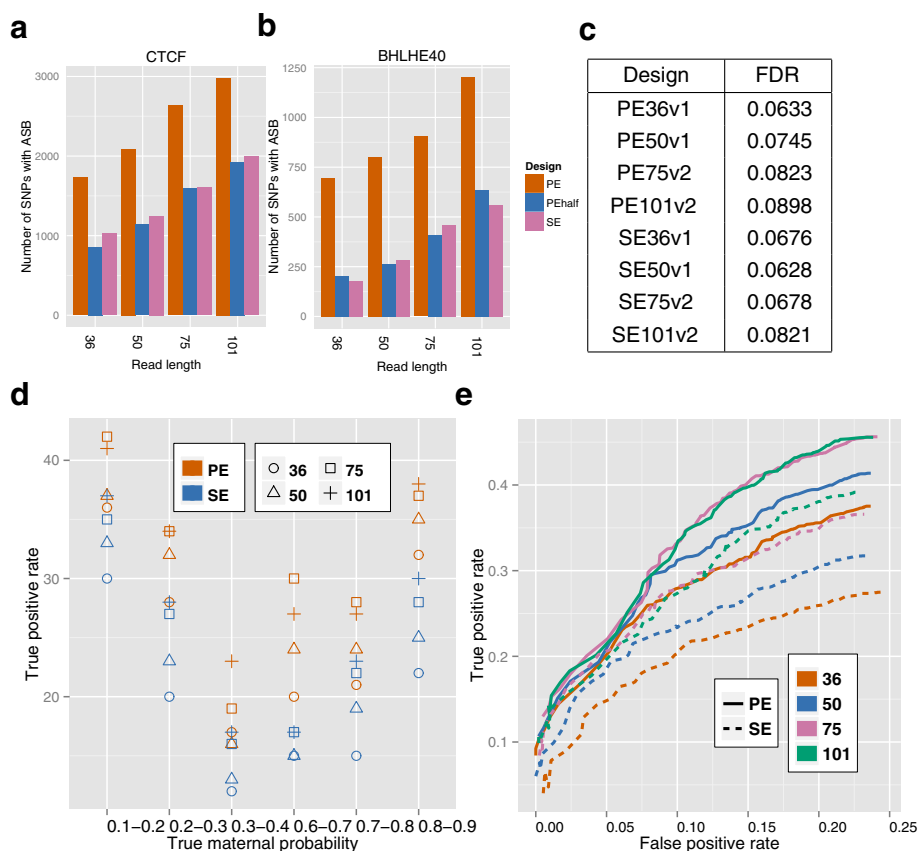 a
CTCF
Number of SNPs with ASB
3000
2000
1000
0
36
50
75
101
Read length
b
BHLHE40
Number of SNPs with ASB
1250
1000
750
500
250
0
36
50
75
101
Read length
Design
PE
PEhalf
SE
c
Design FDR
PE36v1 0.0633
PE50v1 0.0745
PE75v2 0.0823
PE101v2 0.0898
SE36v1 0.0676
SE50v1 0.0628
SE75v2 0.0678
SE101v2 0.0821
d
True positive rate
40
30
20
PE
SE
36 75
50 101
0.1–0.2 0.2–0.3 0.3–0.4 0.6–0.7 0.7–0.8 0.8–0.9
True maternal probability
e
True positive rate
0.4
0.3
0.2
0.1
PE
SE
36
50
75
101
0.00 0.05 0.10 0.15 0.20 0.25
False positive rate